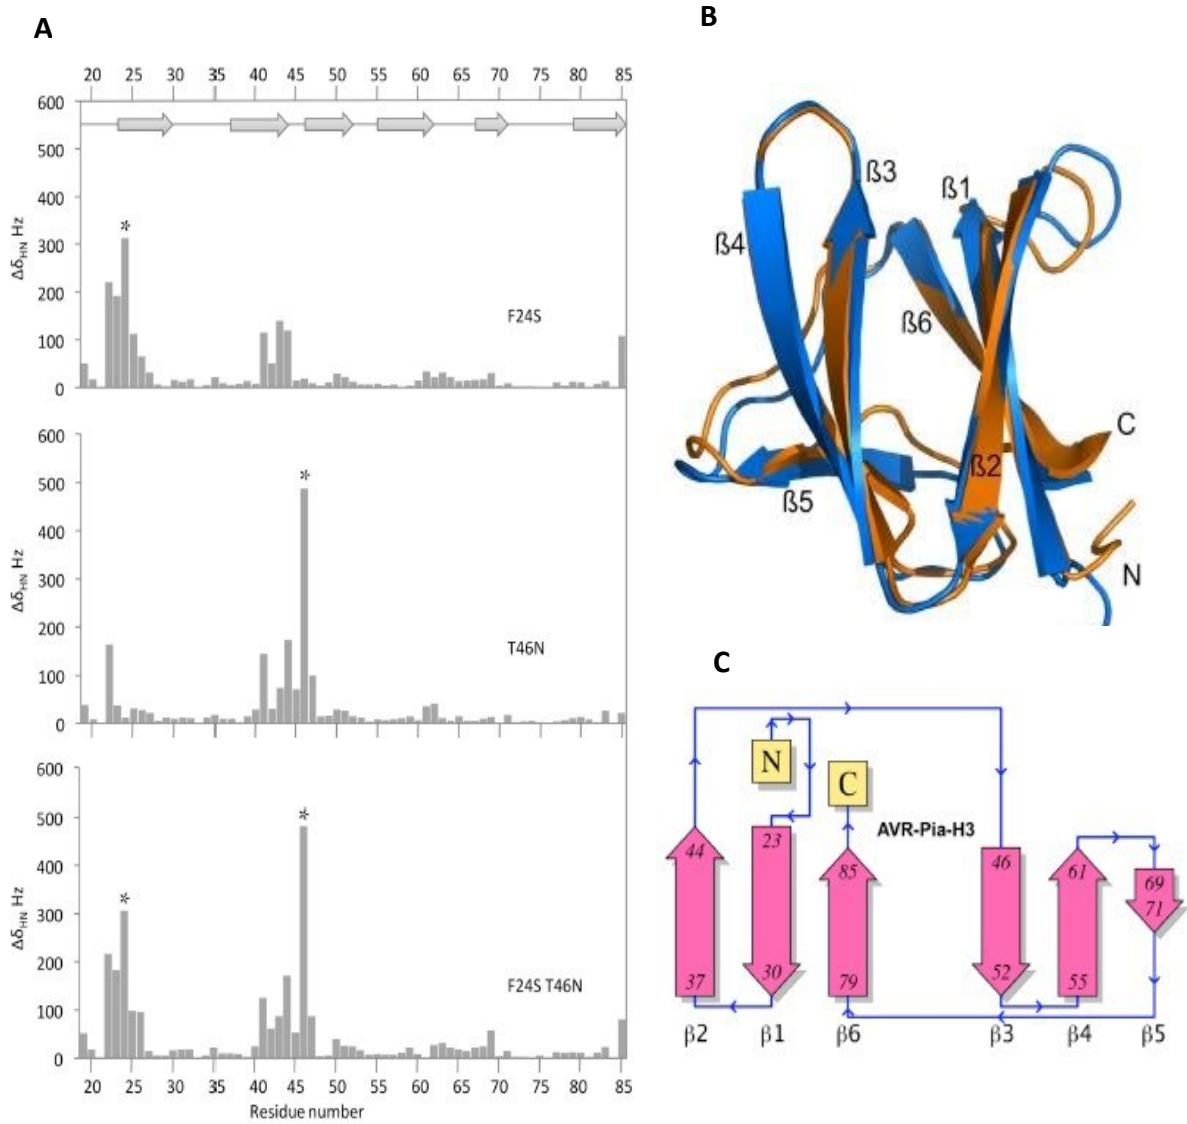 A
20 25 30 35 40 45 50 55 60 65 70 75 80 85
600
500
400
300
200
100
0
Δδ_HN Hz
*
F24S
600
500
400
300
200
100
0
Δδ_HN Hz
*
T46N
600
500
400
300
200
100
0
Δδ_HN Hz
*
*
F24S T46N
20 25 30 35 40 45 50 55 60 65 70 75 80 85
Residue number
B
ß3
ß1
ß4
ß6
C
ß2
ß5
N
C
N
C
AVR-Pia-H3
44 23 85 46 61 69
71
37 30 79 52 55
β2 β1 β6 β3 β4 β5